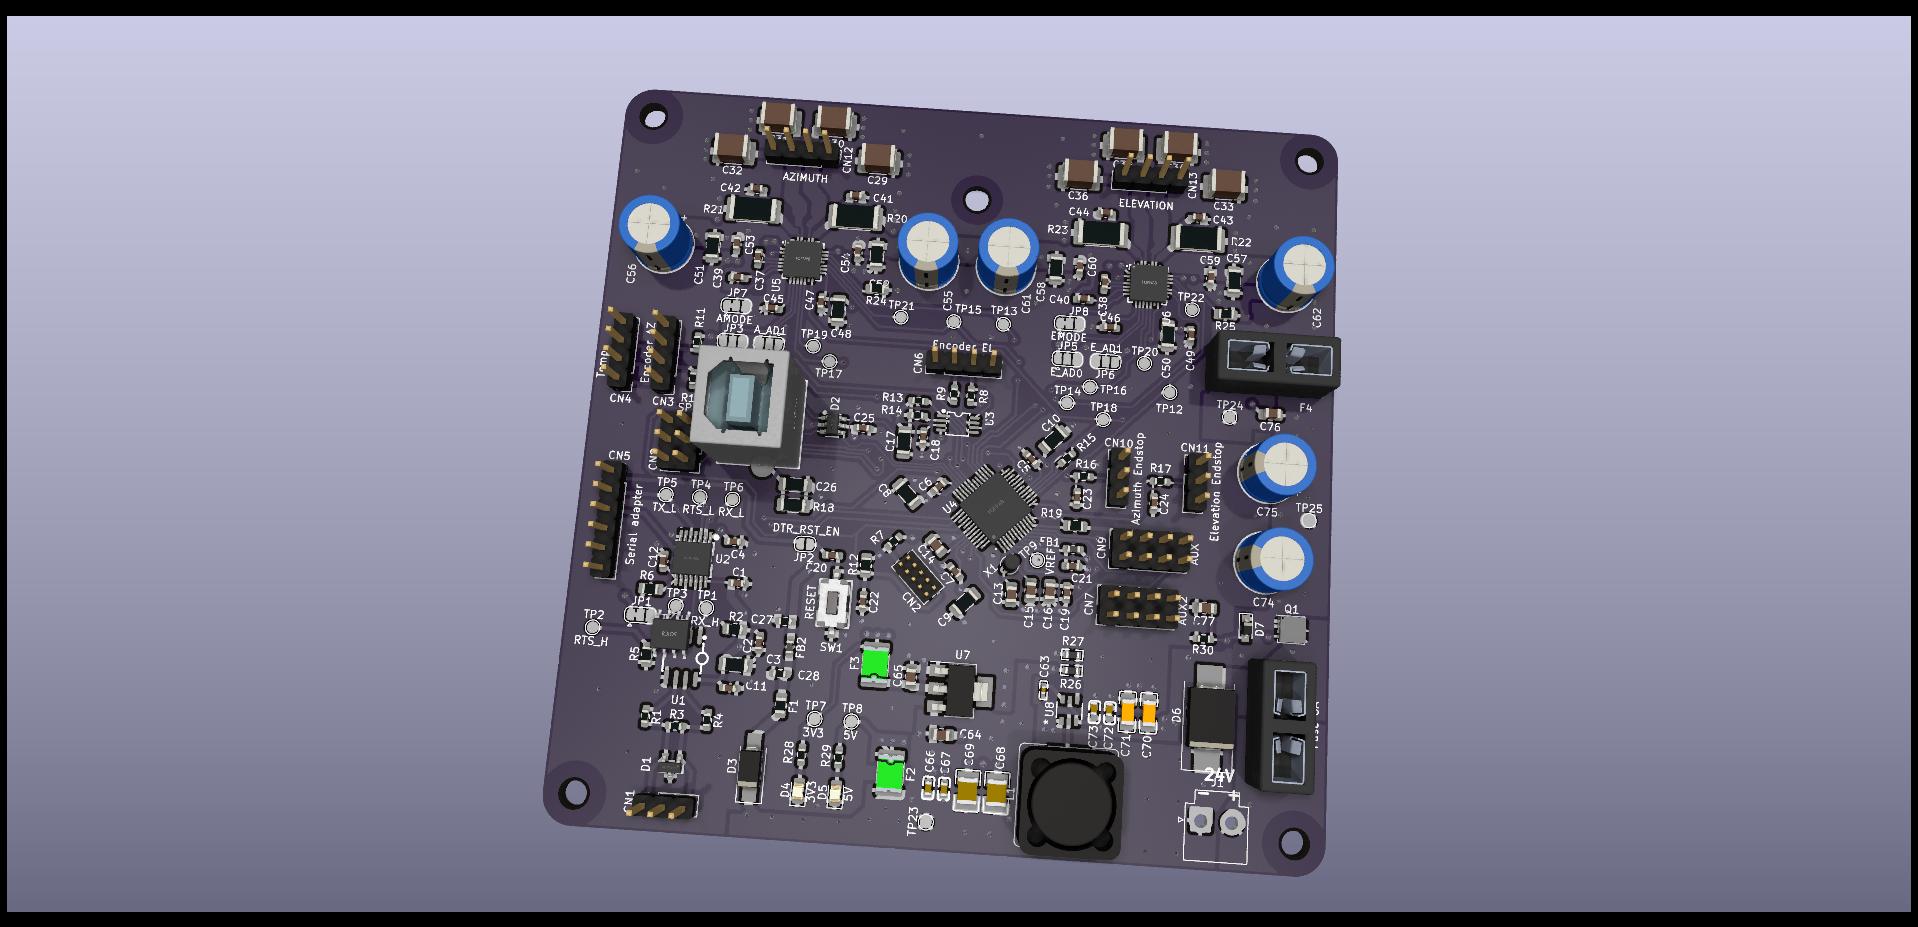 C32
AZIMUTH
CN12
C29
C42
C41
R21
R20
C36
ELEVATION
CN13
C33
C44
C43
R23
R22
C56
C51
C53
C39
C37
U5
C54
R24
C55
C61
C58
C60
C40
C38
C59
C57
C62
U6
R25
TP22
JP7
AMODE
JP3
A_AD1
C45
C47
C48
TP21
TP15
TP13
TP19
TP17
JP8
EMODE
JP5
E_AD0
C46
E_AD1
JP6
TP20
C50
C49
R11
Encoder AZ
CN4
CN3
Encoder EL
CN6
R9
R8
TP14
TP16
TP18
TP12
TP24
F4
C76
D2
C25
R13
R14
C17
C18
U3
C10
R15
CN10
Azimuth Endstop
CN11
Elevation Endstop
R16
R17
C23
C24
CN5
Serial adapter
TP5
TX_L
TP4
RTS_L
TP6
RX_L
C26
R18
C8
C6
U4
R19
C75
TP25
DTR_RST_EN
JP2
C20
R12
R7
C14
C7
CN2
X1
TP9
VREF
FB1
C21
CN9
AUX
C74
C12
U2
C4
C1
R6
JP1
TP3
TP1
RX_H
TP2
RTS_H
R5
R2
C27
C2
FB2
C3
C28
C11
RESET
SW1
C22
C9
C13
C15
C16
C19
CN7
AUX2
C77
R30
D7
Q1
U1
R1
R3
R4
F1
TP7
3V3
TP8
5V
F3
C65
U7
C64
C63
R27
R26
U8
C73
C72
C71
C70
D6
D1
CN1
D3
R28
R29
D4
3V3
D5
5V
F2
C66
C67
C69
C68
TP23
24V
J1
- +